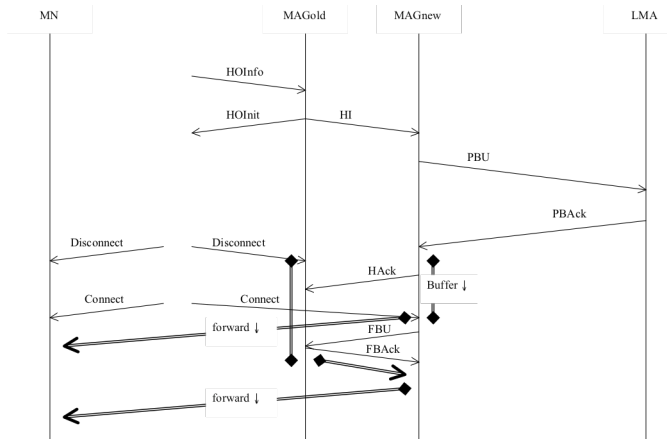 MN MAGold MAGnew LMA
HOInfo
HOInit HI
PBU
PBAck
Disconnect Disconnect
HAck
Buffer ↓
Connect Connect
forward ↓ FBU
FBAck
forward ↓